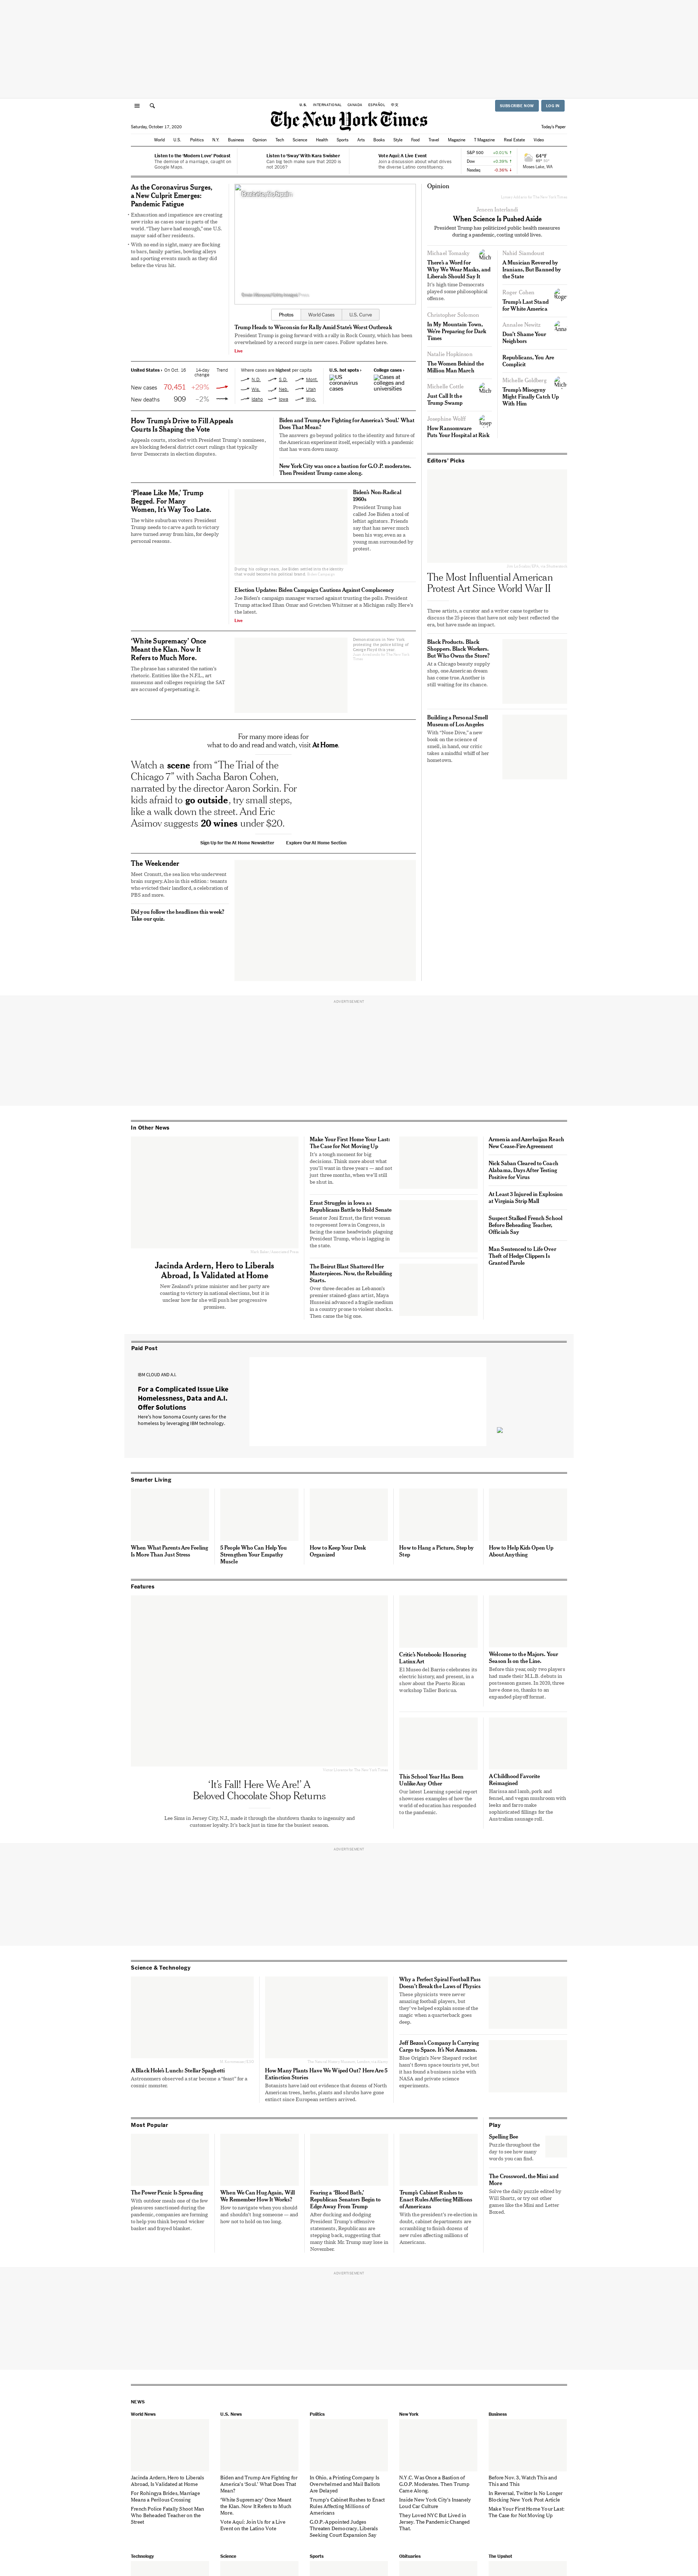 U.S.
INTERNATIONAL
CANADA
ESPAÑOL
中文
SUBSCRIBE NOW
LOG IN
The New York Times
Saturday, October 17, 2020
Today's Paper
World
U.S.
Politics
N.Y.
Business
Opinion
Tech
Science
Health
Sports
Arts
Books
Style
Food
Travel
Magazine
T Magazine
Real Estate
Video
Listen to the 'Modern Love' Podcast
The demise of a marriage, caught on
Google Maps.
Listen to 'Sway' With Kara Swisher
Can big tech make sure that 2020 is
not 2016?
Vote Aquí: A Live Event
Join a discussion about what drives
the diverse Latino constituency.
S&P 500
+0.01% ↑
Dow
+0.39% ↑
Nasdaq
-0.36% ↓
64°F
Moses Lake, WA
As the Coronavirus Surges,
a New Culprit Emerges:
Pandemic Fatigue
Exhaustion and impatience are creating
new risks as cases soar in parts of the
world. "They have had enough," one U.S.
mayor said of her residents.
With no end in sight, many are flocking
to bars, family parties, bowling alleys
and sporting events much as they did
before the virus hit.
Photos
World Cases
U.S. Curve
Trump Heads to Wisconsin for Rally Amid State's Worst Outbreak
President Trump is going forward with a rally in Rock County, which has been
overwhelmed by a record surge in new cases. Follow updates here.
Live
United States › On Oct. 16
14-day
change
Trend
New cases
70,451
+29%
New deaths
909
–2%
Where cases are highest per capita
N.D.
S.D.
Mont.
Wis.
Neb.
Utah
Idaho
Iowa
Wyo.
U.S. hot spots ›
US
coronavirus
cases
College cases ›
Cases at
colleges and
universities
How Trump's Drive to Fill Appeals
Courts Is Shaping the Vote
Appeals courts, stocked with President Trump's nominees,
are blocking district court rulings that typically
favor Democrats in election disputes.
Biden and Trump Are Fighting for America's 'Soul.' What
Does That Mean?
The answers go beyond politics to the identity and future of
the American experiment itself, especially with a pandemic
that has worn down many.
New York City was once a bastion for G.O.P. moderates.
Then President Trump came along.
'Please Like Me,' Trump
Begged. For Many
Women, It's Way Too Late.
The white suburban voters President
Trump needs to carve a path to victory
have turned away from him, for deeply
personal reasons.
During his college years, Joe Biden settled into the identity
that would become his political brand.
Biden's Non-Radical
1960s
President Trump has
called Joe Biden a tool of
leftist agitators. Friends
say that has never much
been his way, even as a
young man surrounded by
protest.
Election Updates: Biden Campaign Cautions Against Complacency
Joe Biden's campaign manager warned against trusting the polls. President
Trump attacked Ilhan Omar and Gretchen Whitmer at a Michigan rally. Here's
the latest.
Live
'White Supremacy' Once
Meant the Klan. Now It
Refers to Much More.
The phrase has saturated the nation's
rhetoric. Entities like the N.F.L., art
museums and colleges requiring the SAT
are accused of perpetuating it.
Demonstrators in New York
protesting the police killing of
George Floyd this year.
For many more ideas for
what to do and read and watch, visit At Home.
Watch a scene from "The Trial of the
Chicago 7" with Sacha Baron Cohen,
narrated by the director Aaron Sorkin. For
kids afraid to go outside, try small steps,
like a walk down the street. And Eric
Asimov suggests 20 wines under $20.
Sign Up for the At Home Newsletter
Explore Our At Home Section
The Weekender
Meet Cruntit, the sea lion who underwent
brain surgery. Also in this edition: tenants
who evicted their landlord, a celebration of
PBS and more.
Did you follow the headlines this week?
Take our quiz.
Opinion
Jeneen Interlandi
When Science Is Pushed Aside
President Trump has politicized public health measures
during a pandemic, costing untold lives.
Michael Tomasky
There's a Word for
Why We Wear Masks, and
Liberals Should Say It
It's high time Democrats
played some philosophical
offense.
Christopher Solomon
In My Mountain Town,
We're Preparing for Dark
Times
Natalie Hopkinson
The Women Behind the
Million Man March
Michelle Cottle
Just Call It the
Trump Swamp
Josephine Wolff
How Ransomware
Puts Your Hospital at Risk
A Musician Revered by
Iranians, But Banned by
the State
Roger Cohen
Trump's Last Stand
for White America
Annalee Newitz
Don't Shame Your
Neighbors
Republicans, You Are
Complicit
Michelle Goldberg
Trump's Misogyny
Might Finally Catch Up
With Him
Editors' Picks
The Most Influential American
Protest Art Since World War II
Three artists, a curator and a writer came together to
discuss the 25 pieces that have not only best reflected the
era, but have made an impact.
Black Products, Black
Shoppers, Black Workers.
But Who Owns the Store?
At a Chicago beauty supply
shop, one American dream
has come true. Another is
still waiting for its chance.
Building a Personal Smell
Museum of Los Angeles
With "Nose Dive," a new
book on the science of
smell, in hand, our critic
takes a mindful whiff of her
hometown.
ADVERTISEMENT
In Other News
Jacinda Ardern, Hero to Liberals
Abroad, Is Validated at Home
New Zealand's prime minister and her party are
coasting to victory in national elections, but it is
unclear how far she will push her progressive
promises.
Make Your First Home Your Last:
The Case for Not Moving Up
It's a tough moment for big
decisions. Think more about what
you'll want in three years — and not
just three months, when we'll still
be in this.
Ernst Struggles in Iowa as
Republicans Battle to Hold Senate
Senator Joni Ernst, the first woman
to represent Iowa in Congress, is
facing the same headwinds plaguing
President Trump, who is lagging in
the state.
The Beirut Blast Shattered Her
Masterpieces. Now, the Rebuilding
Starts.
Over three decades as Lebanon's
premier stained-glass artist, Maya
Husseini advanced a fragile medium
in a country prone to violent shocks.
Then came the big one.
Armenia and Azerbaijan Reach
New Cease-Fire Agreement
Nick Saban Cleared to Coach
Alabama, Days After Testing
Positive for Virus
At Least 3 Injured in Explosion
at Virginia Strip Mall
Suspect Stalked French School
Before Beheading Teacher,
Officials Say
Man Sentenced to Life Over
Theft of Hedge Clippers Is
Granted Parole
Paid Post
IBM CLOUD AND A.I.
For a Complicated Issue Like
Homelessness, Data and A.I.
Offer Solutions
Here's how Sonoma County cares for the
homeless by leveraging IBM technology.
Smarter Living
When What Parents Are Feeling
Is More Than Just Stress
5 People Who Can Help You
Strengthen Your Empathy
Muscle
How to Keep Your Desk
Organized
How to Hang a Picture, Step by
Step
How to Help Kids Open Up
About Anything
Features
'It's Fall! Here We Are!' A
Beloved Chocolate Shop Returns
Lee Sims in Jersey City, N.J., made it through the shutdown thanks to ingenuity and
customer loyalty. It's back just in time for the busiest season.
Critic's Notebook: Honoring
Latinx Art
El Museo del Barrio celebrates its
electric history, and present, in a
show about the Puerto Rican
workshop Taller Boricua.
Welcome to the Majors. Your
Season Is on the Line.
Before this year, only two players
had made their M.L.B. debuts in
postseason games. In 2020, three
have done so, thanks to an
expanded playoff format.
This School Year Has Been
Unlike Any Other
Our latest Learning special report
showcases examples of how the
world of education has responded
to the pandemic.
A Childhood Favorite
Reimagined
Harissa and lamb, pork and
fennel, and vegan mushroom with
leeks and farro make
sophisticated fillings for the
Australian sausage roll.
ADVERTISEMENT
Science & Technology
A Black Hole's Lunch: Stellar Spaghetti
Astronomers observed a star become a "feast" for a
cosmic monster.
How Many Plants Have We Wiped Out? Here Are 5
Extinction Stories
Botanists have laid out evidence that dozens of North
American trees, herbs, plants and shrubs have gone
extinct since European settlers arrived.
Why a Perfect Spiral Football Pass
Doesn't Break the Laws of Physics
Three physicists were never
amazing football players, but
they've helped explain some of the
magic when a quarterback goes
deep.
Jeff Bezos's Company Is Carrying
Cargo to Space. It's Not Amazon.
Blue Origin's New Shepard rocket
hasn't flown space tourists yet, but
it has found a business niche with
NASA and private science
experiments.
Most Popular
The Power Picnic Is Spreading
With outdoor meals one of the few
pleasures sanctioned during the
pandemic, companies are forming
to help you think beyond wicker
basket and frayed blanket.
When We Can Hug Again, Will
We Remember How It Works?
How to navigate when you should
and shouldn't hug someone — and
how not to hold on too long.
Fearing a 'Blood Bath,'
Republican Senators Begin to
Edge Away From Trump
After ducking and dodging
President Trump's offensive
statements, Republicans are
stepping back, suggesting that
many think Mr. Trump may lose in
November.
Trump's Cabinet Rushes to
Enact Rules Affecting Millions
of Americans
With the president's re-election in
doubt, cabinet departments are
scrambling to finish dozens of
new rules affecting millions of
Americans.
Play
Spelling Bee
Puzzle throughout the
day to see how many
words you can find.
The Crossword, the Mini and
More
Solve the daily puzzle edited by
Will Shortz, or try out other
games like the Mini and Letter
Boxed.
ADVERTISEMENT
NEWS
World News
Jacinda Ardern, Hero to Liberals
Abroad, Is Validated at Home
For Rohingya Brides, Marriage
Means a Perilous Crossing
French Police Fatally Shoot Man
Who Beheaded Teacher on the
Street
U.S. News
Biden and Trump Are Fighting for
America's 'Soul.' What Does That
Mean?
'White Supremacy' Once Meant
the Klan. Now It Refers to Much
More.
Vote Aquí: Join Us for a Live
Event on the Latino Vote
Politics
In Ohio, a Printing Company Is
Overwhelmed and Mail Ballots
Are Delayed
Trump's Cabinet Rushes to Enact
Rules Affecting Millions of
Americans
G.O.P.-Appointed Judges
Threaten Democracy, Liberals
Seeking Court Expansion Say
New York
N.Y.C. Was Once a Bastion of
G.O.P. Moderates. Then Trump
Came Along.
Inside New York City's Insanely
Loud Car Culture
They Loved NYC But Lived in
Jersey. The Pandemic Changed
That.
Business
Before Nov. 3, Watch This and
This and This
In Reversal, Twitter Is No Longer
Blocking New York Post Article
Make Your First Home Your Last:
The Case for Not Moving Up
Technology
Science
Sports
Obituaries
The Upshot